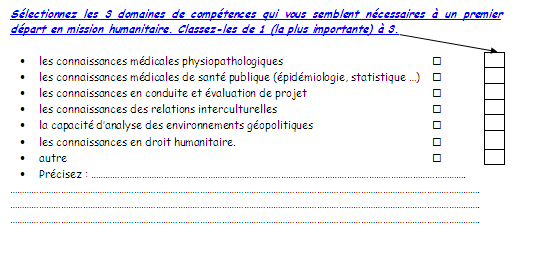 Sélectionnez les 3 domaines de compétences qui vous semblent nécessaires à un premier
départ en mission humanitaire. Classez-les de 1 (la plus importante) à 3.
• les connaissances médicales physiopathologiques □
• les connaissances médicales de santé publique (épidémiologie, statistique ...) □
• les connaissances en conduite et évaluation de projet □
• les connaissances des relations interculturelles □
• la capacité d'analyse des environnements géopolitiques □
• les connaissances en droit humanitaire. □
• autre □
• Précisez : ........................................................